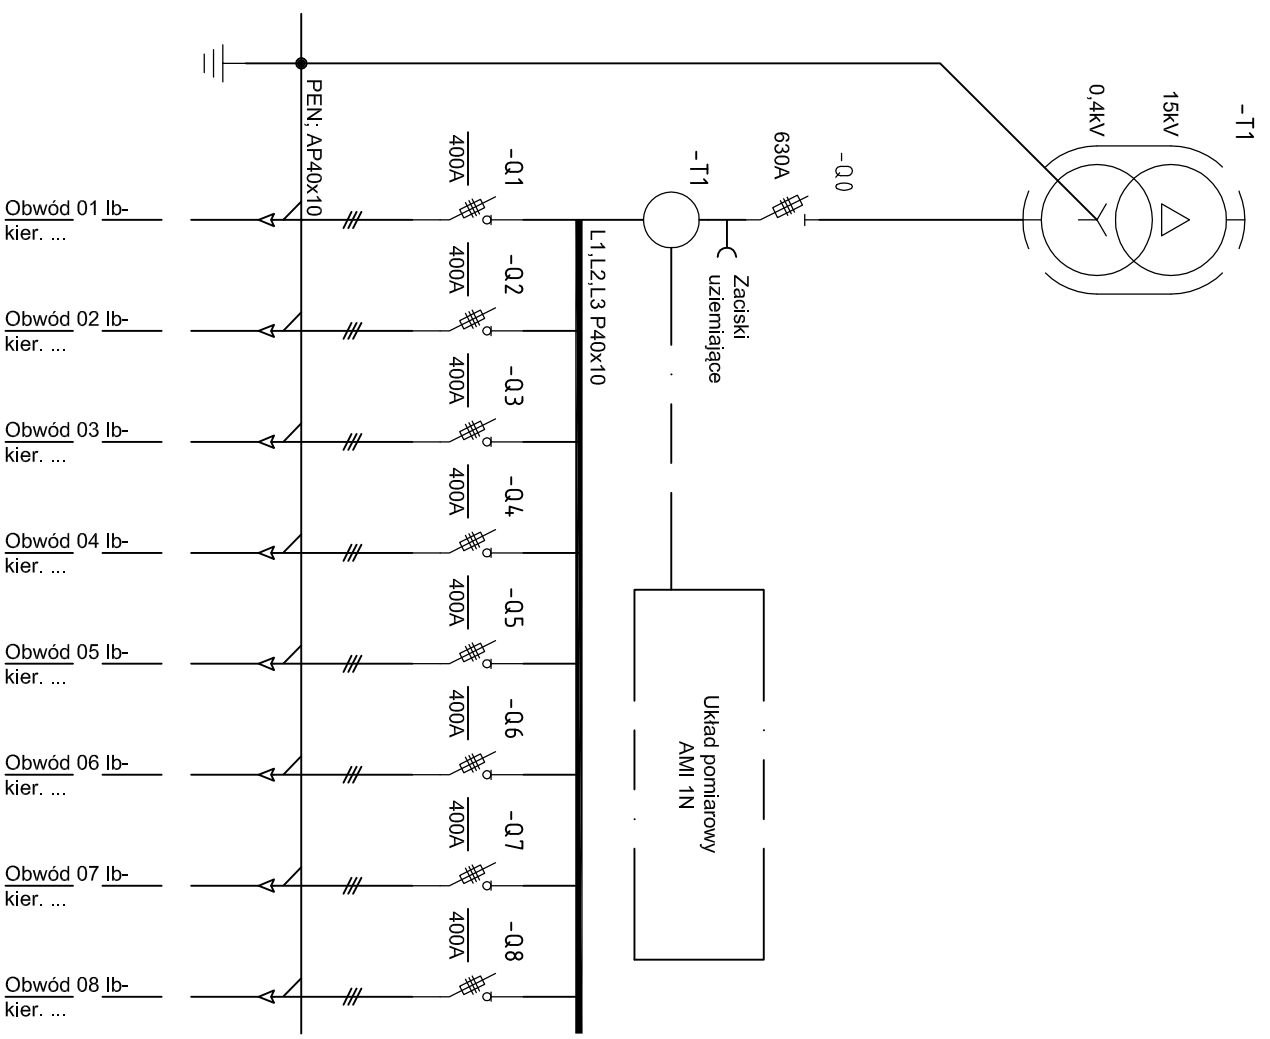 -T1
15kV
0,4kV
-Q0
630A
-T1
Zaciski
uziemiające
PEN; AP40x10
L1,L2,L3 P40x10
Układ pomiarowy
AMI 1N
-Q1
400A
Obwód 01 Ib-
kier. ...
-Q2
400A
Obwód 02 Ib-
kier. ...
-Q3
400A
Obwód 03 Ib-
kier. ...
-Q4
400A
Obwód 04 Ib-
kier. ...
-Q5
400A
Obwód 05 Ib-
kier. ...
-Q6
400A
Obwód 06 Ib-
kier. ...
-Q7
400A
Obwód 07 Ib-
kier. ...
-Q8
400A
Obwód 08 Ib-
kier. ...